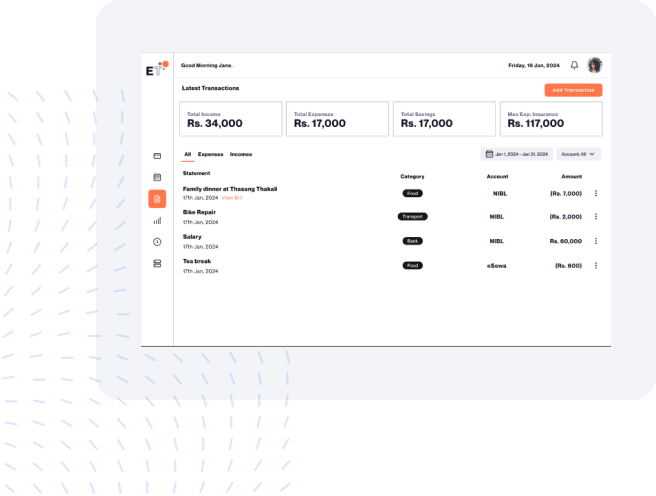 ET
Good Morning Jane.
Friday, 19 Jan, 2024
Latest Transactions
Add Transaction
Total Income
Rs. 34,000
Total Expenses
Rs. 17,000
Total Savings
Rs. 17,000
Max Exp: Insurance
Rs. 117,000
All Expenses Incomes
Jan 1, 2024 - Jan 31, 2024
Account: All
Statement Category Account Amount
Family dinner at Thasang Thakali
17th Jan, 2024 View Bill
Food NIBL (Rs. 7,000)
Bike Repair
17th Jan, 2024
Transport NIBL (Rs. 2,000)
Salary
17th Jan, 2024
Bank NIBL Rs. 60,000
Tea break
17th Jan, 2024
Food eSewa (Rs. 600)